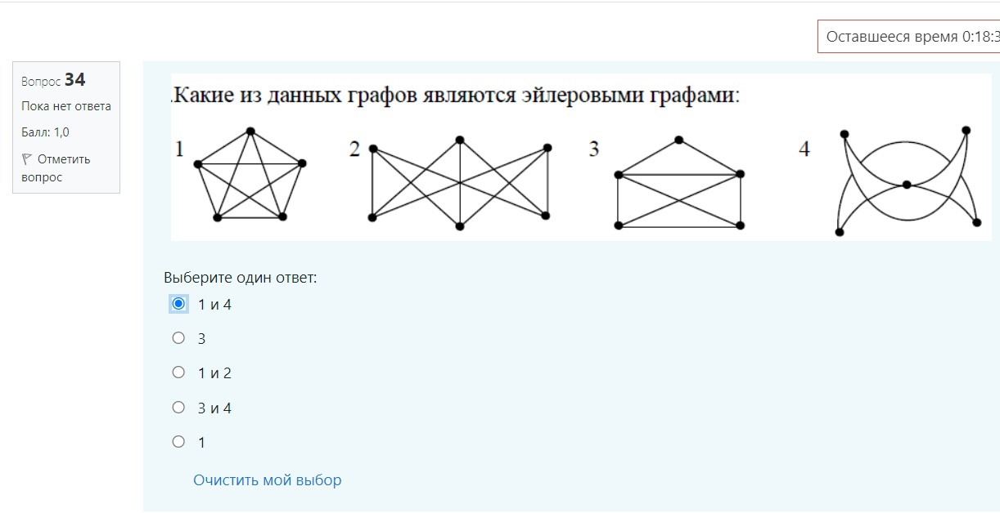 Оставшееся время 0:18:3
Вопрос 34
Пока нет ответа
Балл: 1,0
Отметить
вопрос
.Какие из данных графов являются эйлеровыми графами:
1 2 3 4
Выберите один ответ:
1 и 4
3
1 и 2
3 и 4
1
Очистить мой выбор